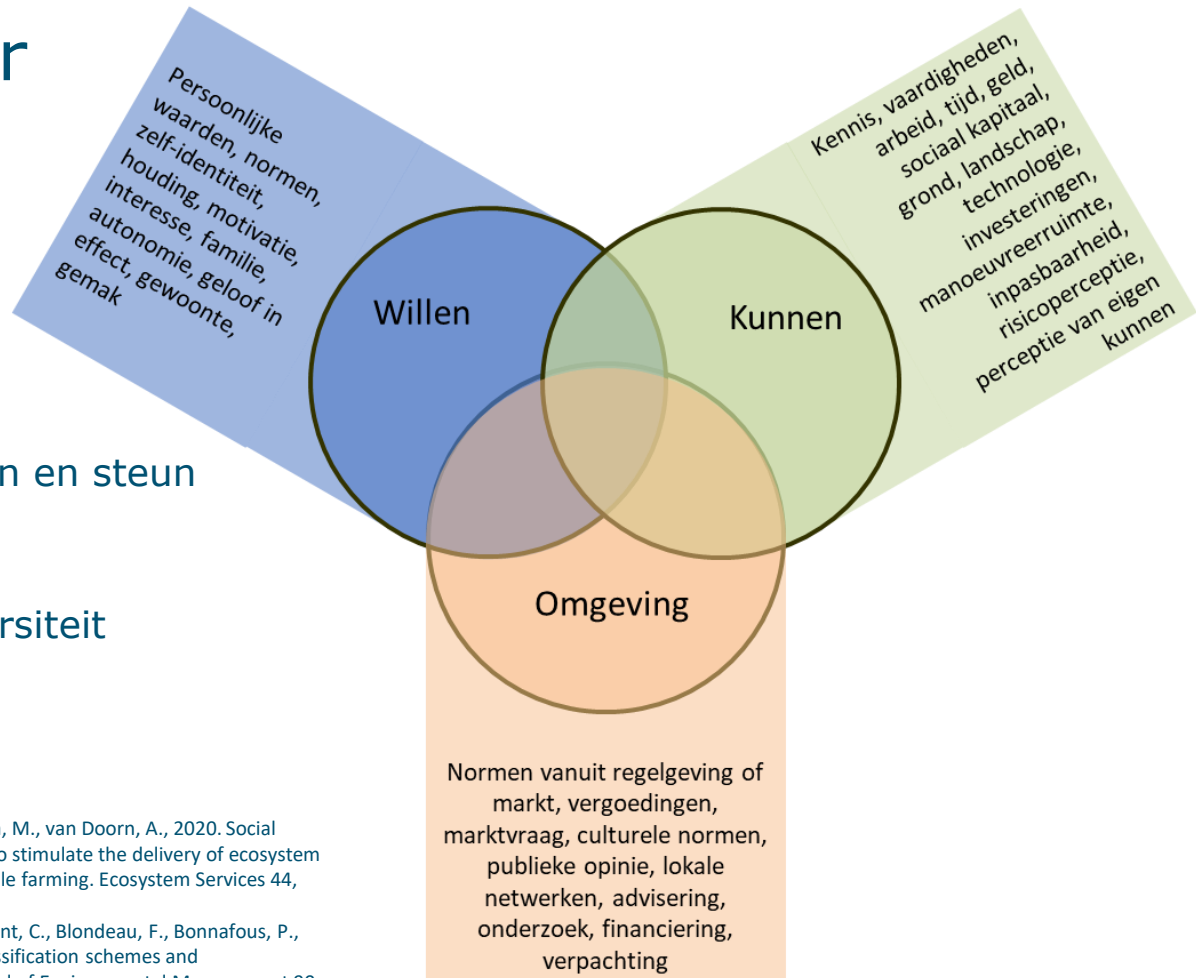 r
Persoonlijke
waarden, normen,
zelf-identiteit,
houding, motivatie,
interesse, familie,
autonomie, geloof in
effect, gewoonte,
gemak
Kennis, vaardigheden,
arbeid, tijd, geld,
sociaal kapitaal,
grond, landschap,
technologie,
investeringen,
manoeuvreerruimte,
inpasbaarheid,
risicoperceptie,
perceptie van eigen
kunnen
Willen
Kunnen
Omgeving
n en steun
rsiteit
Normen vanuit regelgeving of
markt, vergoedingen,
marktvraag, culturele normen,
publieke opinie, lokale
netwerken, advisering,
onderzoek, financiering,
verpachting
, M., van Doorn, A., 2020. Social
o stimulate the delivery of ecosystem
le farming. Ecosystem Services 44,
nt, C., Blondeau, F., Bonnafous, P.,
ssification schemes and